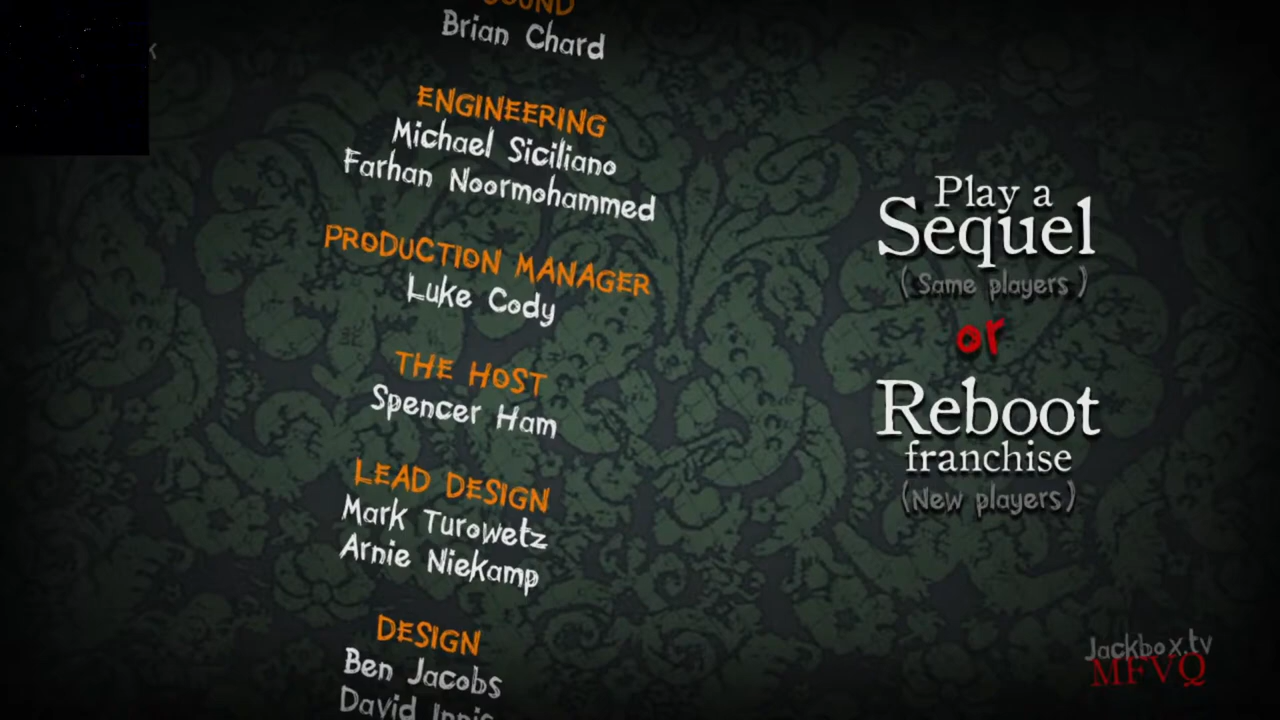 Brian Chard
ENGINEERING
Michael Siciliano
Farhan Noormohammed
PRODUCTION MANAGER
Luke Cody
THE HOST
Spencer Ham
LEAD DESIGN
Mark Turowetz
Arnie Niekamp
DESIGN
Ben Jacobs
David
Play a
Sequel
(Same players)
or
Reboot
franchise
(New players)
Jackbox.tv
MFVQ